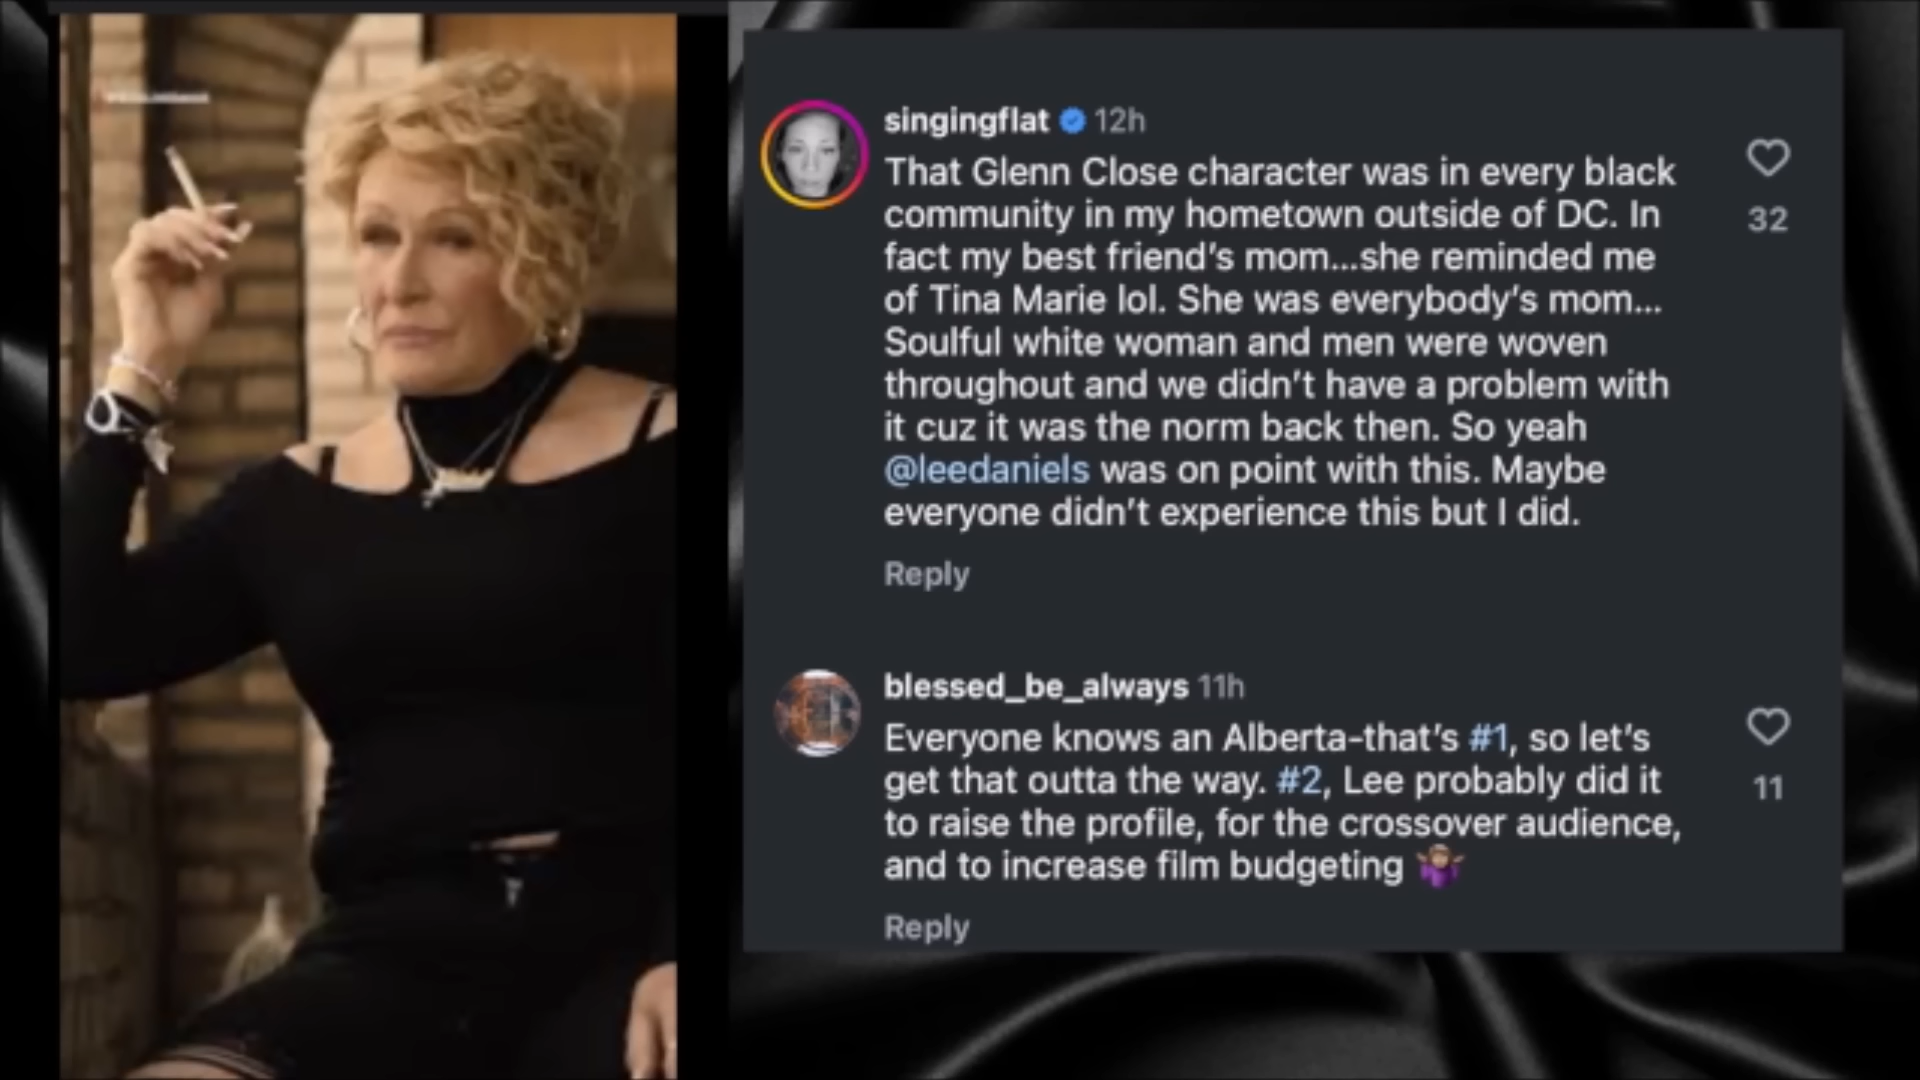 singingflat 12h
That Glenn Close character was in every black
community in my hometown outside of DC. In
fact my best friend's mom...she reminded me
of Tina Marie lol. She was everybody's mom...
Soulful white woman and men were woven
throughout and we didn't have a problem with
it cuz it was the norm back then. So yeah
@leedaniels was on point with this. Maybe
everyone didn't experience this but I did.
32
Reply
blessed_be_always 11h
Everyone knows an Alberta-that's #1, so let's
get that outta the way. #2, Lee probably did it
to raise the profile, for the crossover audience,
and to increase film budgeting 🤷🏽‍♀️
11
Reply